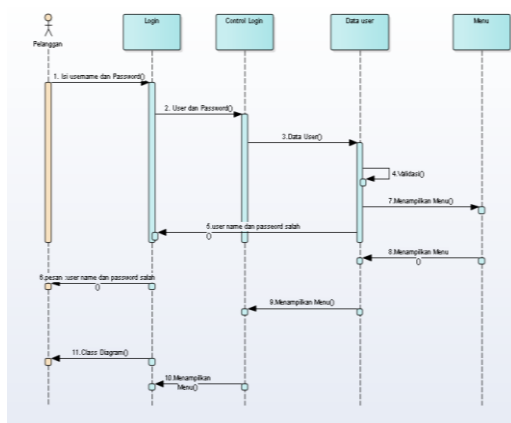 Login
Control Login
Data user
Menu
Pelanggan
1. Isi username dan Password()
2. User dan Password()
3.Data User()
4.Validasi()
7.Menampilkan Menu()
5.user name dan password salah
()
8.Menampilkan Menu
()
6.pesan :user name dan password salah
()
9.Menampilkan Menu()
11.Class Diagram()
10.Menampilkan
Menu()